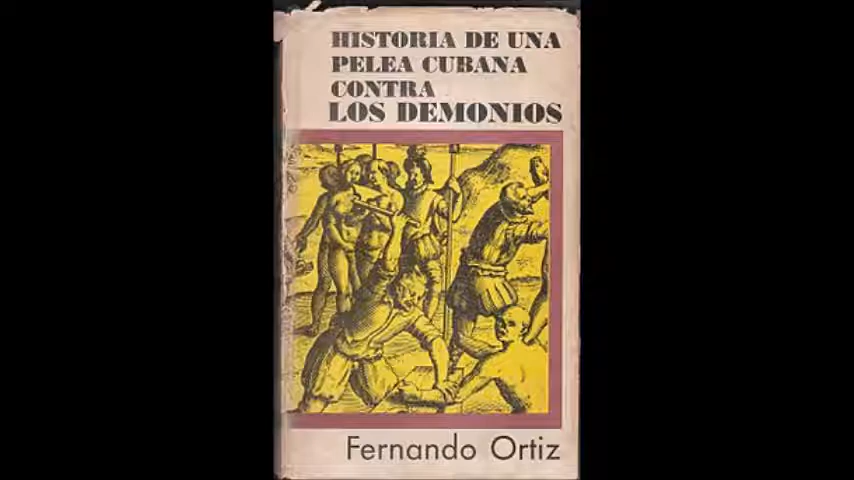 HISTORIA DE UNA
PELEA CUBANA
CONTRA
LOS DEMONIOS
Fernando Ortiz